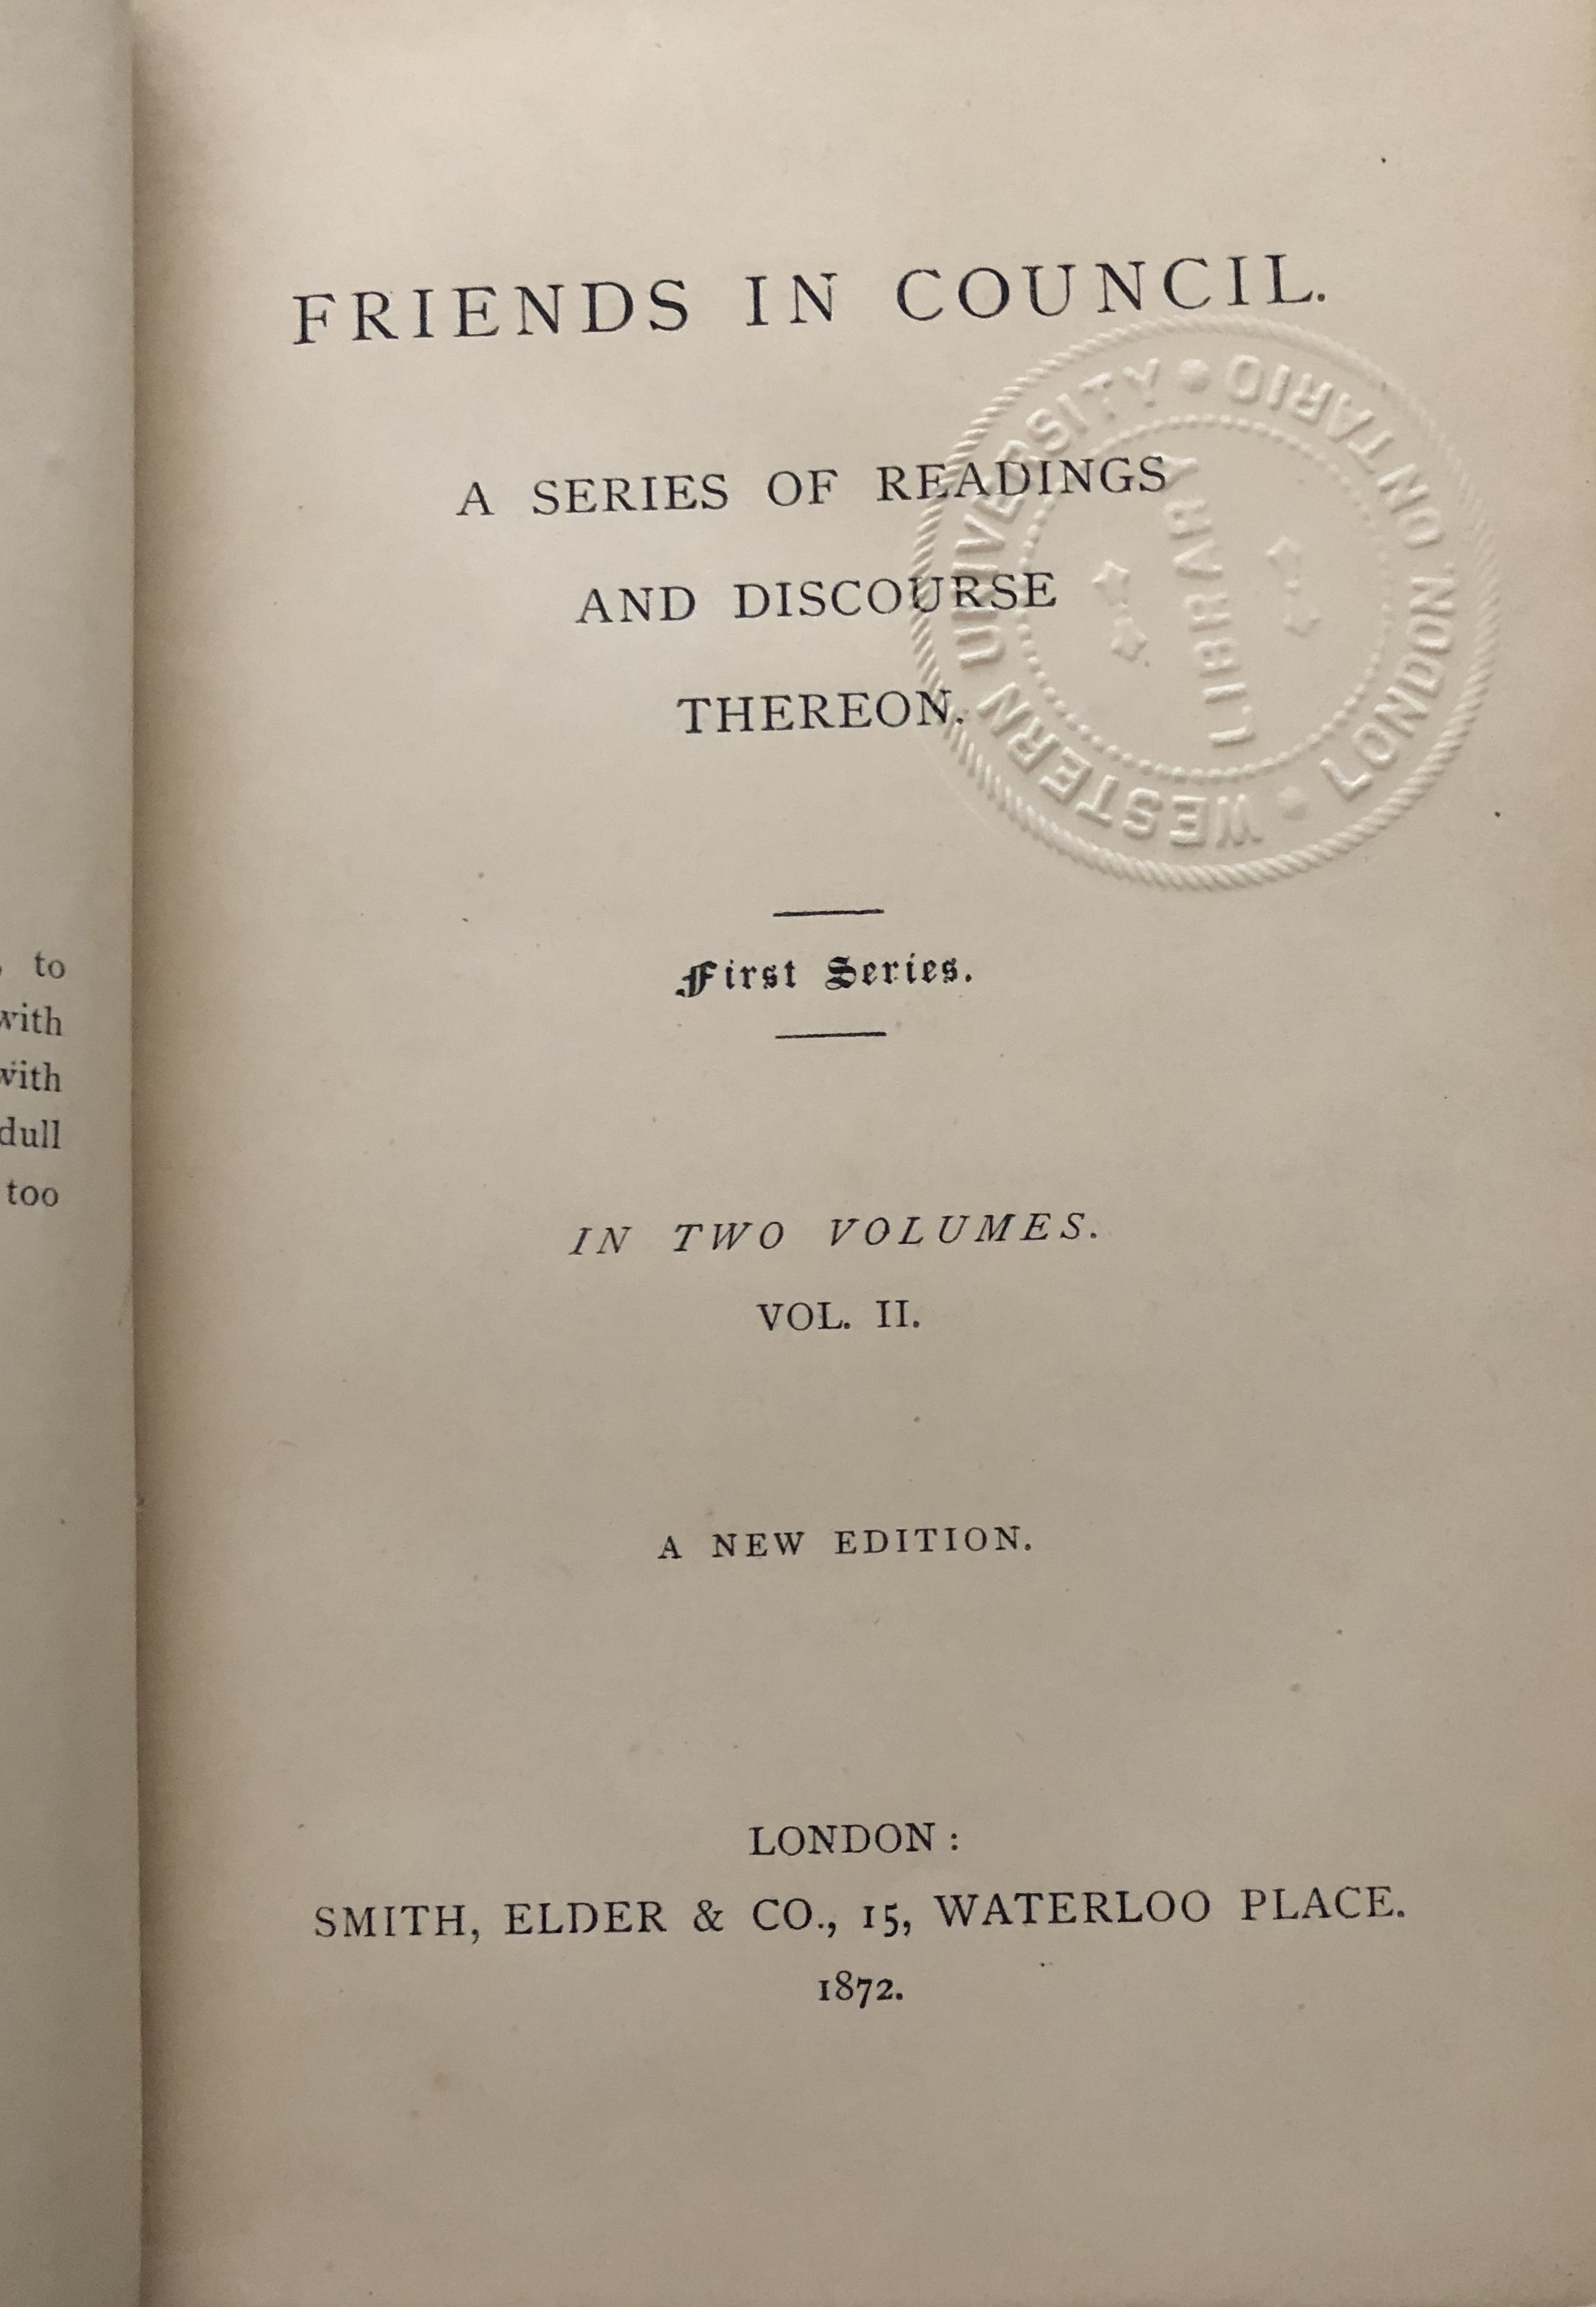 to
with
with
dull
too
FRIENDS IN COUNCIL.
A SERIES OF READINGS
AND DISCOURSE
THEREON.
WESTERN UNIVERSITY • LONDON, ONTARIO •
LIBRARY
First Series.
IN TWO VOLUMES.
VOL. II.
A NEW EDITION.
LONDON:
SMITH, ELDER & CO., 15, WATERLOO PLACE.
1872.